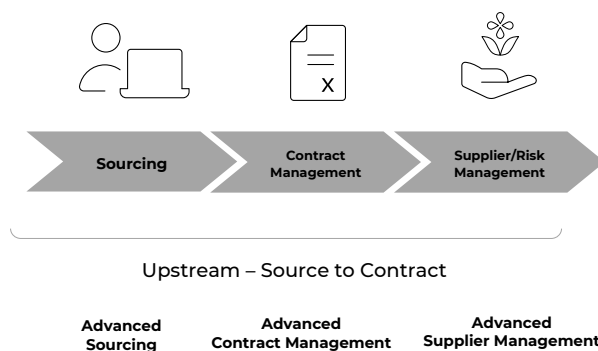 X
Sourcing
Contract
Management
Supplier/Risk
Management
Upstream – Source to Contract
Advanced
Sourcing
Advanced
Contract Management
Advanced
Supplier Management